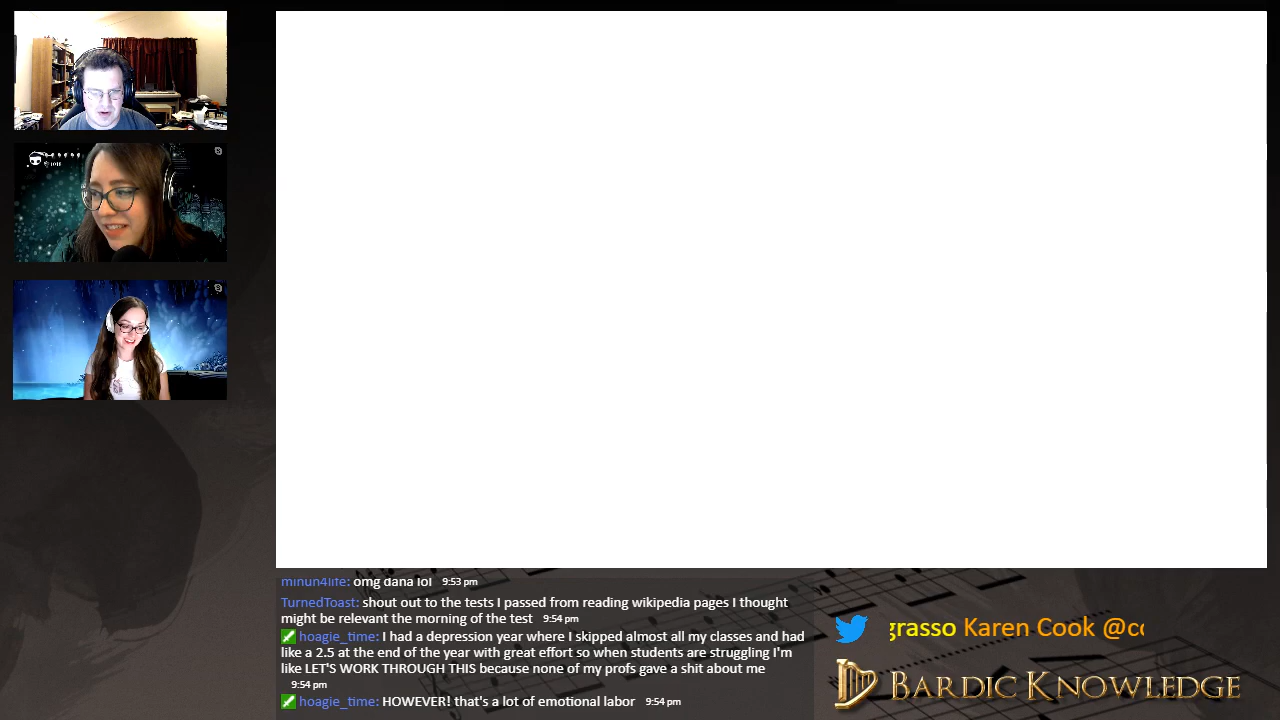 minun4life: omg dana lol 9:53 pm
TurnedToast: shout out to the tests I passed from reading wikipedia pages I thought
might be relevant the morning of the test 9:54 pm
hoagie_time: I had a depression year where I skipped almost all my classes and had
like a 2.5 at the end of the year with great effort so when students are struggling I'm
like LET'S WORK THROUGH THIS because none of my profs gave a shit about me
9:54 pm
hoagie_time: HOWEVER! that's a lot of emotional labor 9:54 pm
grasso Karen Cook @co
BARDIC KNOWLEDGE